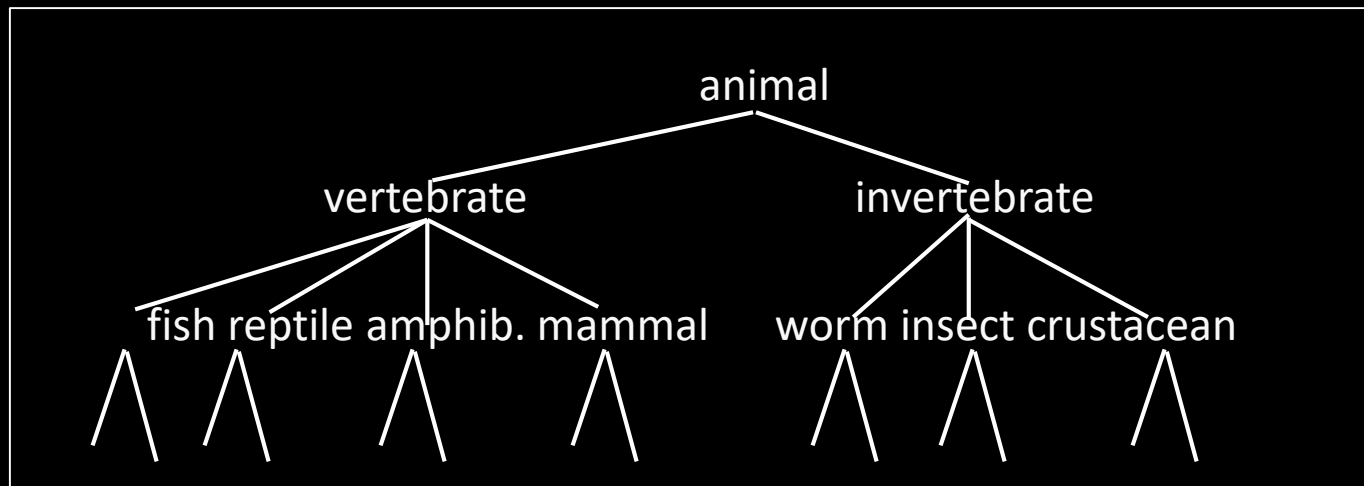 animal
vertebrate invertebrate
fish reptile amphib. mammal worm insect crustacean